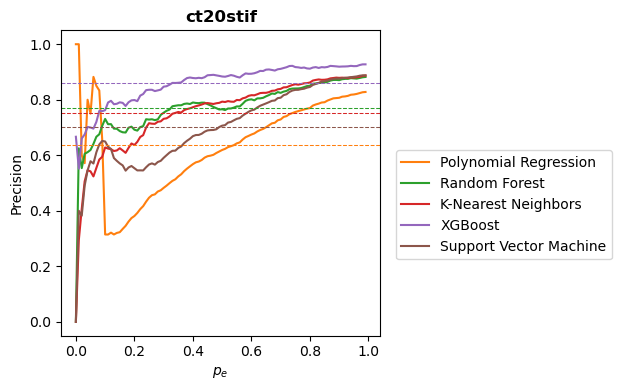 ct20stif
1.0
0.8
0.6
0.4
0.2
0.0
Precision
0.0 0.2 0.4 0.6 0.8 1.0
p_e
Polynomial Regression
Random Forest
K-Nearest Neighbors
XGBoost
Support Vector Machine